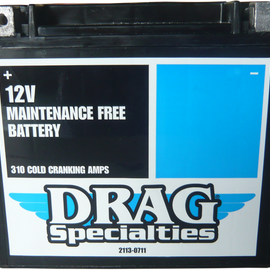 +
-
12V
MAINTENANCE FREE
BATTERY
310 COLD CRANKING AMPS
DRAG
Specialties
2113-0711